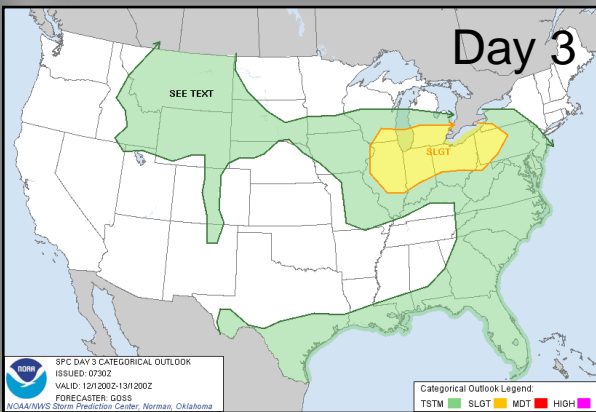 Day 3
SEE TEXT
SLGT
NOAA
SPC DAY 3 CATEGORICAL OUTLOOK
ISSUED: 0730Z
VALID: 12/1200Z-13/1200Z
FORECASTER: GOSS
NOAA/NWS Storm Prediction Center, Norman, Oklahoma
Categorical Outlook Legend:
TSTM SLGT MDT HIGH